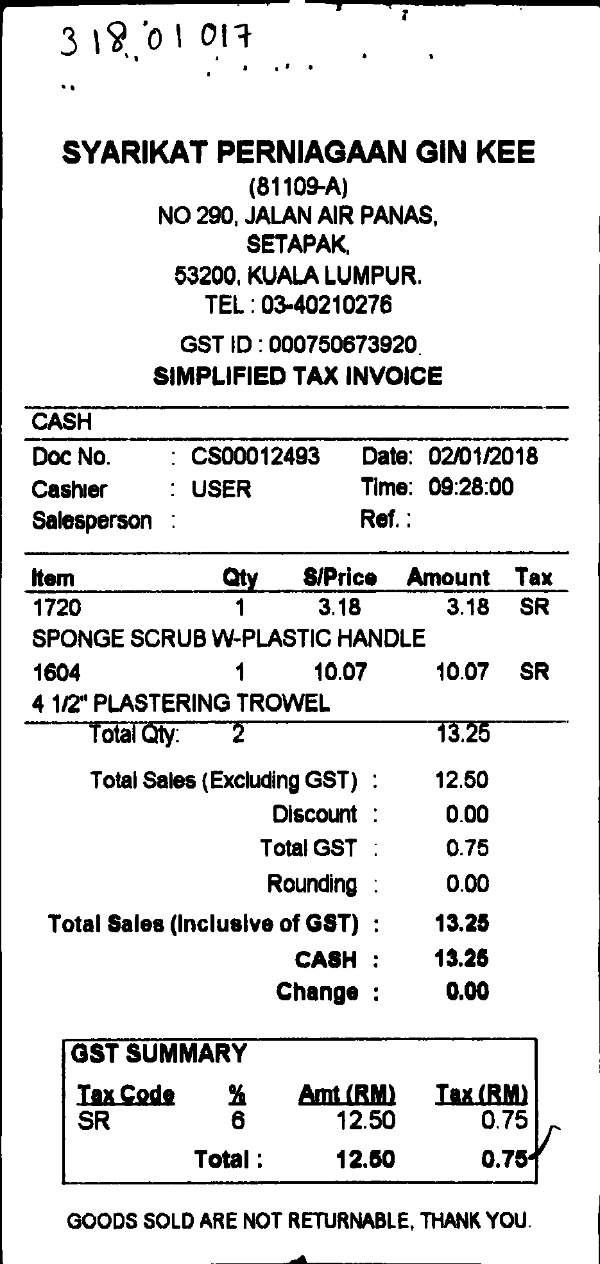 318 01 017
SYARIKAT PERNIAGAAN GIN KEE
(81109-A)
NO 290, JALAN AIR PANAS,
SETAPAK,
53200, KUALA LUMPUR.
TEL : 03-40210276
GST ID : 000750673920
SIMPLIFIED TAX INVOICE
CASH
Doc No. : CS00012493 Date: 02/01/2018
Cashier : USER Time: 09:28:00
Salesperson : Ref. :
Item Qty S/Price Amount Tax
1720 1 3.18 3.18 SR
SPONGE SCRUB W-PLASTIC HANDLE
1604 1 10.07 10.07 SR
4 1/2" PLASTERING TROWEL
Total Qty: 2 13.25
Total Sales (Excluding GST) : 12.50
Discount : 0.00
Total GST : 0.75
Rounding : 0.00
Total Sales (Inclusive of GST) : 13.25
CASH : 13.25
Change : 0.00
GST SUMMARY
Tax Code % Amt (RM) Tax (RM)
SR 6 12.50 0.75
Total : 12.50 0.75
GOODS SOLD ARE NOT RETURNABLE, THANK YOU.